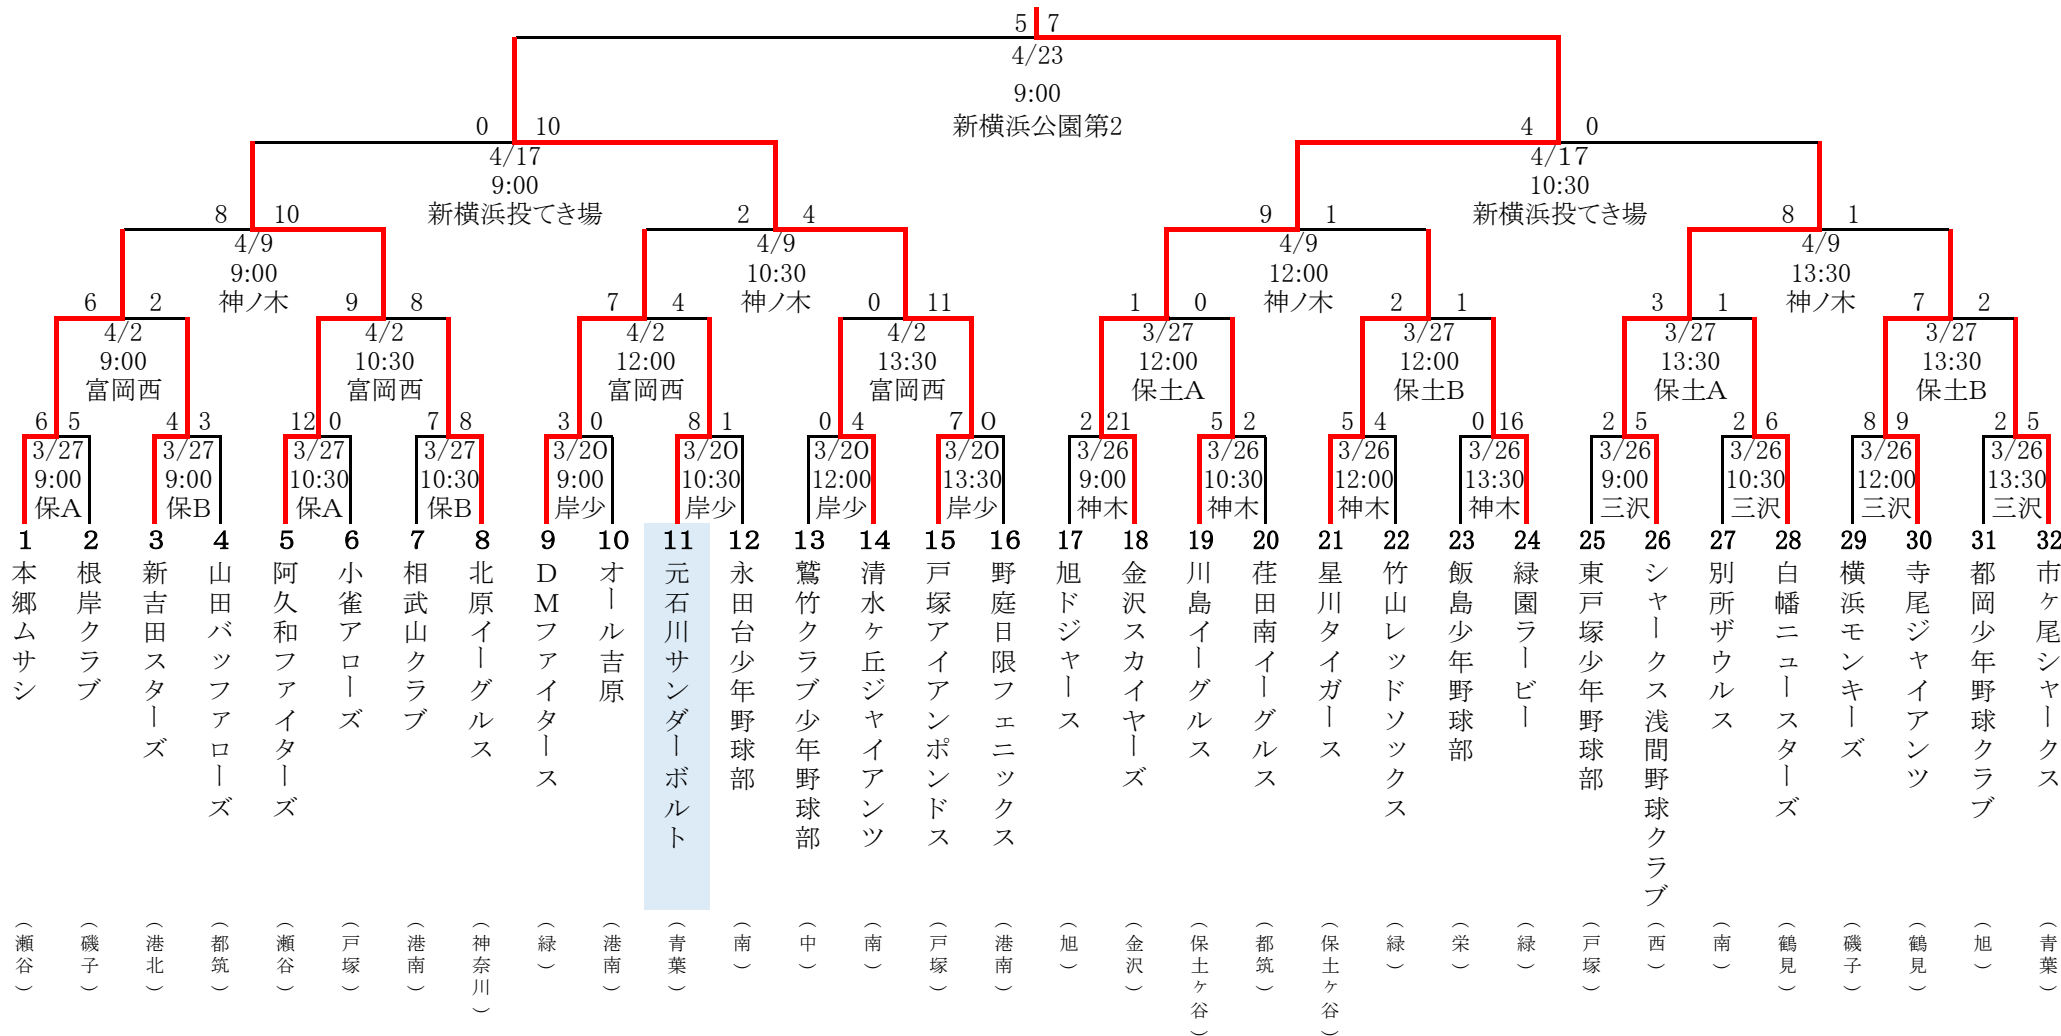 5 7
4/23
9:00
新横浜公園第2
0 10 4 0
4/17 4/17
9:00 10:30
新横浜投てき場 新横浜投てき場
8 10 2 4 9 1 8 1
4/9 4/9 4/9 4/9
9:00 10:30 12:00 13:30
神ノ木 神ノ木 神ノ木 神ノ木
6 2 9 8 7 4 0 11 1 0 2 1 3 1 7 2
4/2 4/2 4/2 4/2 3/27 3/27 3/27 3/27
9:00 10:30 12:00 13:30 12:00 12:00 13:30 13:30
富岡西 富岡西 富岡西 富岡西 保土A 保土B 保土A 保土B
6 5 4 3 12 0 7 8 3 0 8 1 0 4 7 0 2 21 5 2 5 4 0 16 2 5 2 6 8 9 2 5
3/27 3/27 3/27 3/27 3/20 3/20 3/20 3/20 3/26 3/26 3/26 3/26 3/26 3/26 3/26 3/26
9:00 9:00 10:30 10:30 9:00 10:30 12:00 13:30 9:00 10:30 12:00 13:30 9:00 10:30 12:00 13:30
保A 保B 保A 保B 岸少 岸少 岸少 岸少 神木 神木 神木 神木 三沢 三沢 三沢 三沢
1 本郷ムサシ (瀬谷)
2 根岸クラブ (磯子)
3 新吉田スターズ (港北)
4 山田バッファローズ (都筑)
5 阿久和ファイターズ (瀬谷)
6 小雀アローズ (戸塚)
7 相武山クラブ (港南)
8 北原イーグルス (神奈川)
9 DMファイタース (緑)
10 オール吉原 (港南)
11 元石川サンダーボルト (青葉)
12 永田台少年野球部 (南)
13 鷲竹クラブ少年野球部 (中)
14 清水ヶ丘ジャイアンツ (南)
15 戸塚アイアンボンドス (戸塚)
16 野庭日限フェニックス (港南)
17 旭ドジャース (旭)
18 金沢スカイヤーズ (金沢)
19 川島イーグルス (保土ヶ谷)
20 荏田南イーグルス (都筑)
21 星川タイガース (保土ヶ谷)
22 竹山レッドソックス (緑)
23 飯島少年野球部 (栄)
24 緑園ラービー (緑)
25 東戸塚少年野球部 (戸塚)
26 シャークス浅間野球クラブ (西)
27 別所ザウルス (南)
28 白幡ニュースターズ (鶴見)
29 横浜モンキーズ (磯子)
30 寺尾ジャイアンツ (鶴見)
31 都岡少年野球クラブ (旭)
32 市ヶ尾シャークス (青葉)